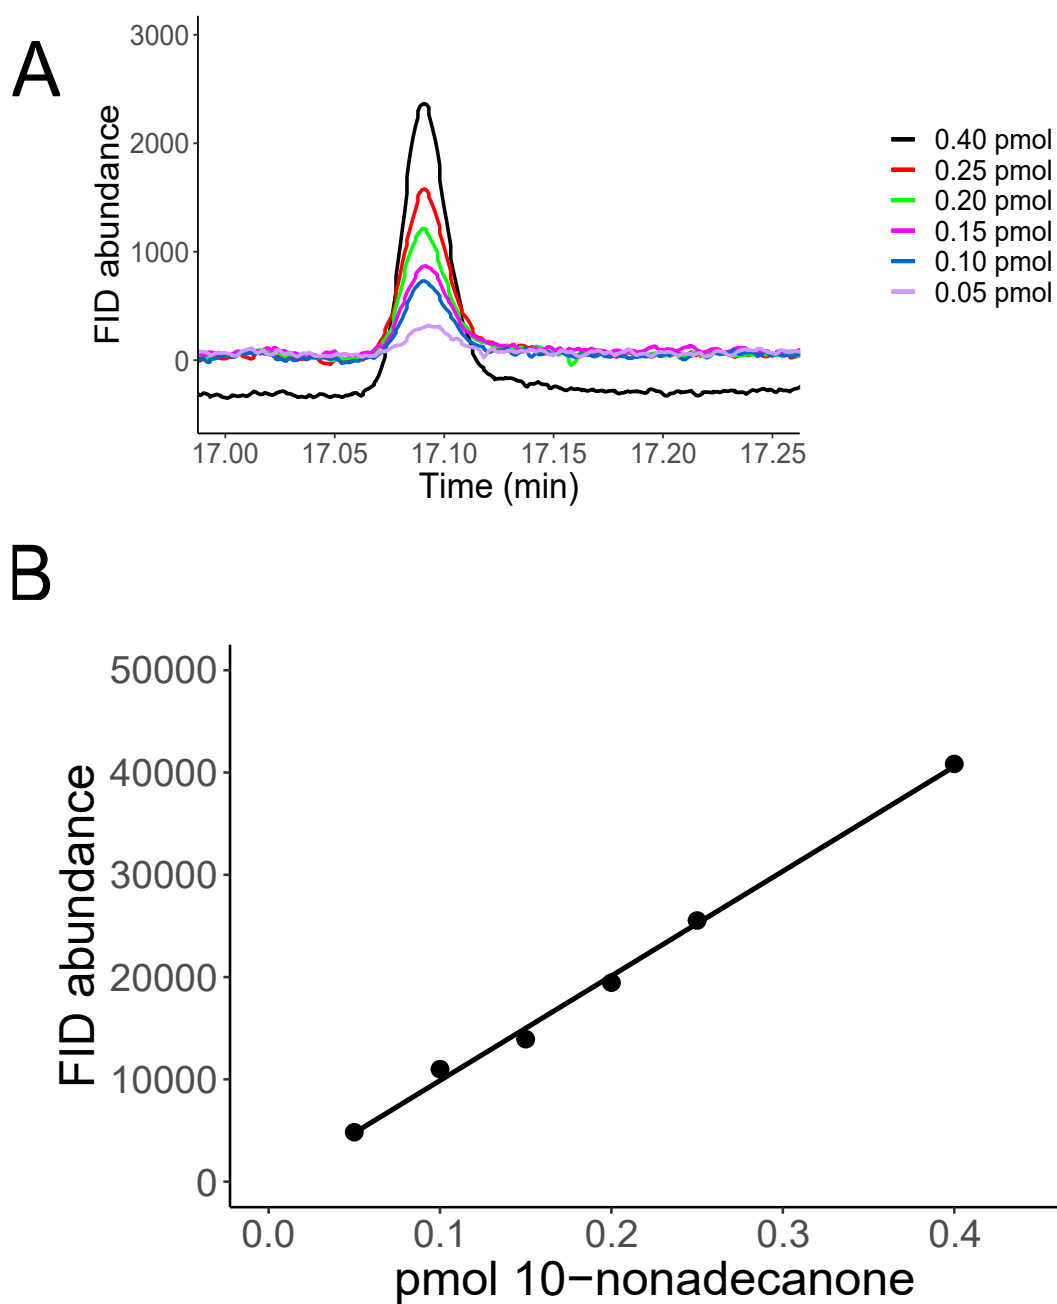 A
3000
2000
1000
0
FID abundance
17.00 17.05 17.10 17.15 17.20 17.25
Time (min)
0.40 pmol
0.25 pmol
0.20 pmol
0.15 pmol
0.10 pmol
0.05 pmol
B
50000
40000
30000
20000
10000
0
FID abundance
0.0 0.1 0.2 0.3 0.4
pmol 10−nonadecanone